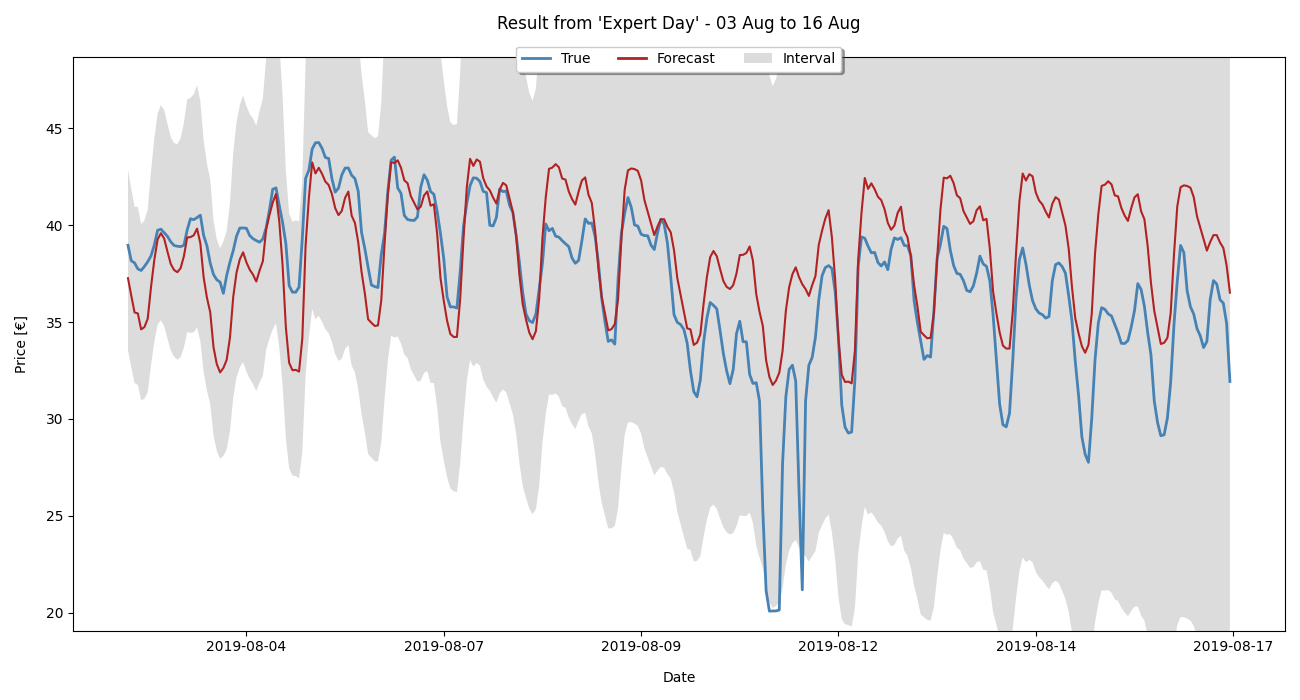 Result from 'Expert Day' - 03 Aug to 16 Aug
True Forecast Interval
45
40
35
30
25
20
Price [€]
2019-08-04 2019-08-07 2019-08-09 2019-08-12 2019-08-14 2019-08-17
Date